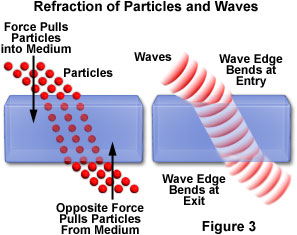 Refraction of Particles and Waves
Force Pulls
Particles
into Medium
Particles
Opposite Force
Pulls Particles
From Medium
Waves
Wave Edge
Bends at
Entry
Wave Edge
Bends at
Exit
Figure 3